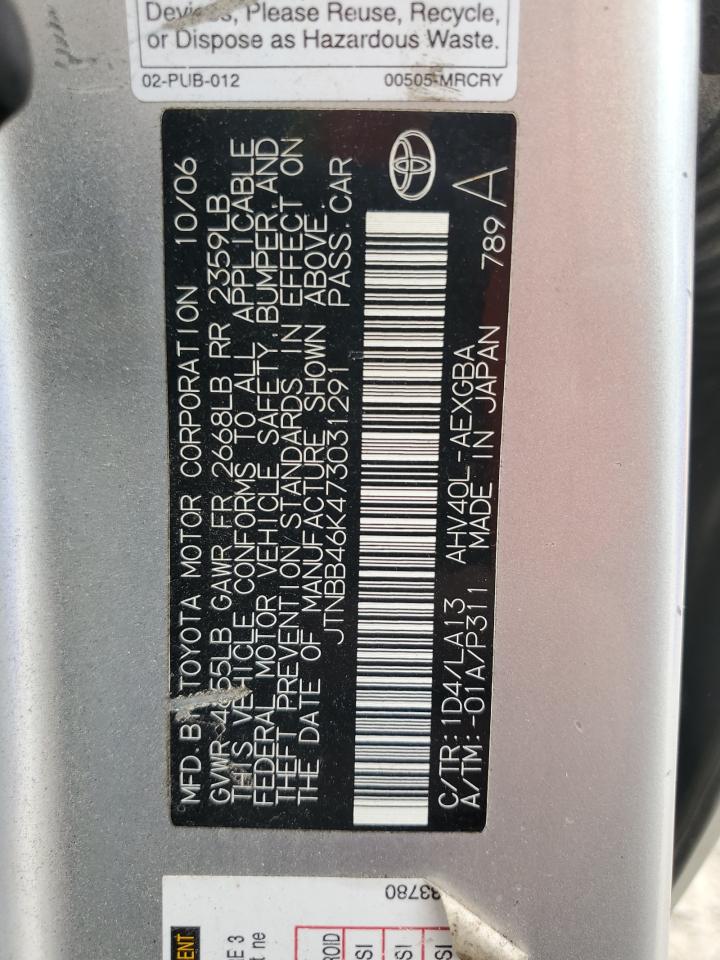 Devices, Please Reuse, Recycle,
or Dispose as Hazardous Waste.
02-PUB-012 00505-MRCRY
MFD.BY TOYOTA MOTOR CORPORATION 10/06
GVWR 4655LB GAWR FR 2668LB RR 2359LB
THIS VEHICLE CONFORMS TO ALL APPLICABLE
FEDERAL MOTOR VEHICLE SAFETY, BUMPER, AND
THEFT PREVENTION STANDARDS IN EFFECT ON
THE DATE OF MANUFACTURE SHOWN ABOVE.
JTNBB46K473031291 PASS.CAR
C/TR: 1D4/LA13 AHV40L-AEXGBA 789 A
A/TM: -01A/P311 MADE IN JAPAN
33780